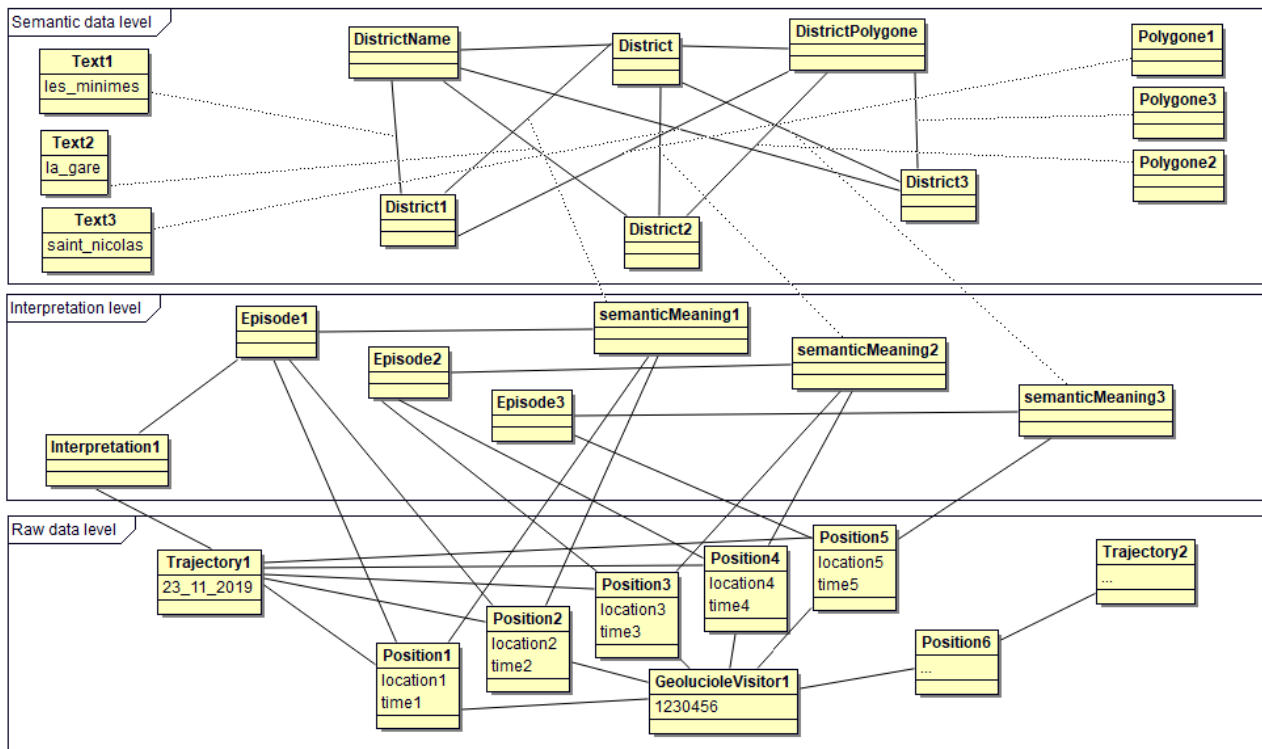 Semantic data level
Text1
les_minimes
Text2
la_gare
Text3
saint_nicolas
DistrictName
District
DistrictPolygone
Polygone1
Polygone3
Polygone2
District1
District2
District3
Interpretation level
Episode1
semanticMeaning1
Episode2
semanticMeaning2
Episode3
semanticMeaning3
Interpretation1
Raw data level
Trajectory1
23_11_2019
Position1
location1
time1
Position2
location2
time2
Position3
location3
time3
Position4
location4
time4
Position5
location5
time5
GeolucioleVisitor1
1230456
Position6
...
Trajectory2
...